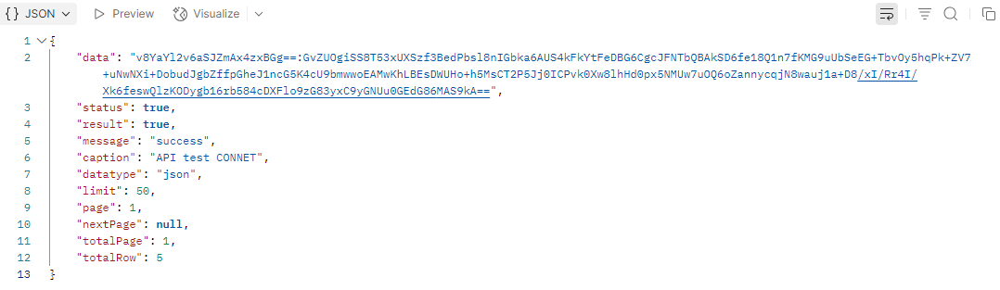 {} JSON Preview Visualize
1 {
2 "data": "v8YaYl2v6aSJZmAx4zxBGg==:GvZUOgiSS8T53xUXSzf3BedPbsl8nIGbka6AUS4kFkYtFeDBG6CgcJFNTbQBAkSD6fe18Q1n7fKMG9uUbSeEG+TbvOy5hqPk+ZV7
+uNwNXi+DobudJgbZffpGheJ1ncG5K4cU9bmwwoEAMwKhLBEsDWUHo+h5MsCT2P5Jj0ICPvk0Xw8lhHd0px5NMUw7uOQ6oZannycqjN8wauj1a+D8/xI/Rr4I/
Xk6feswQlzKODygb16rb584cDXFlo9zG83yxC9yGNUu0GEdG86MAS9kA==",
3 "status": true,
4 "result": true,
5 "message": "success",
6 "caption": "API test CONNET",
7 "datatype": "json",
8 "limit": 50,
9 "page": 1,
10 "nextPage": null,
11 "totalPage": 1,
12 "totalRow": 5
13 }